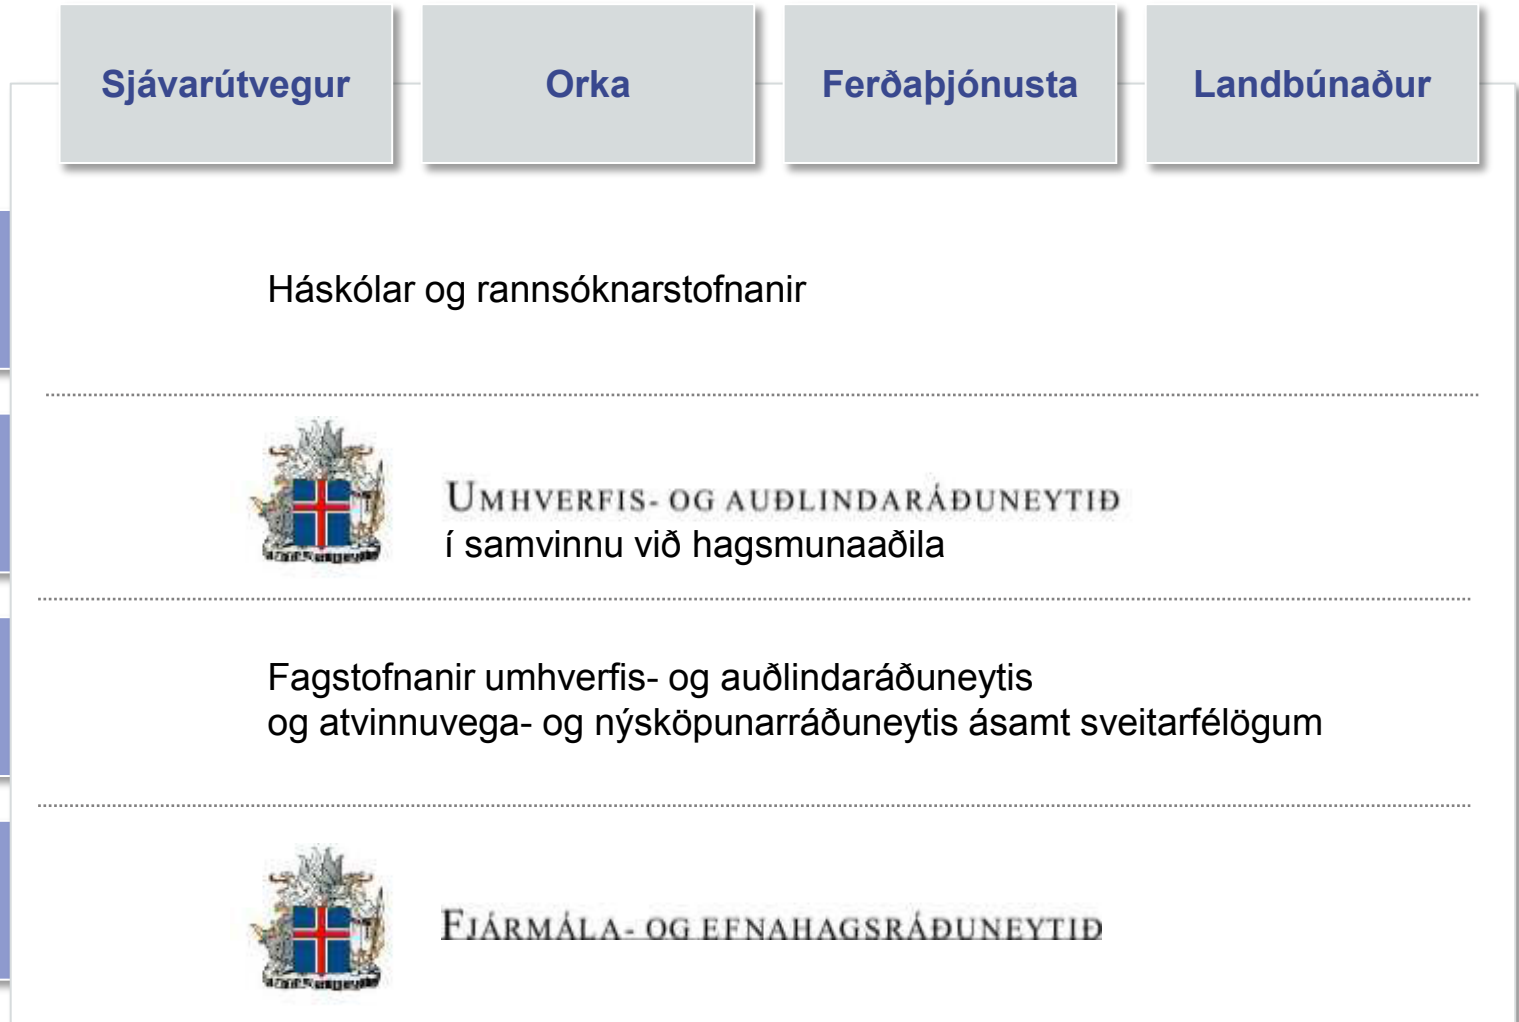 Sjávarútvegur
Orka
Ferðaþjónusta
Landbúnaður
Háskólar og rannsóknarstofnanir
UMHVERFIS- OG AUÐLINDARÁÐUNEYTIÐ
í samvinnu við hagsmunaaðila
Fagstofnanir umhverfis- og auðlindaráðuneytis
og atvinnuvega- og nýsköpunarráðuneytis ásamt sveitarfélögum
FJÁRMÁLA- OG EFNAHAGSRÁÐUNEYTIÐ